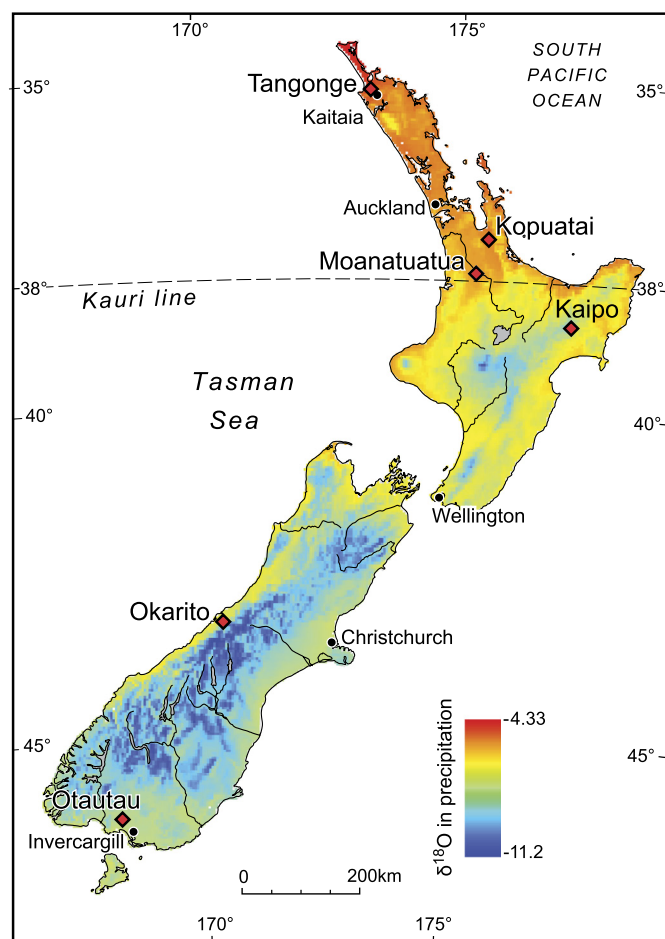 170°
175°
SOUTH
PACIFIC
OCEAN
35°
35°
Tangonge
Kaitaia
Auckland
Kopuatai
Moanatuatua
38°
38°
Kauri line
Kaipo
Tasman
Sea
40°
40°
Wellington
Okarito
Christchurch
-4.33
45°
45°
δ18O in precipitation
Otautau
Invercargill
-11.2
0
200km
170°
175°